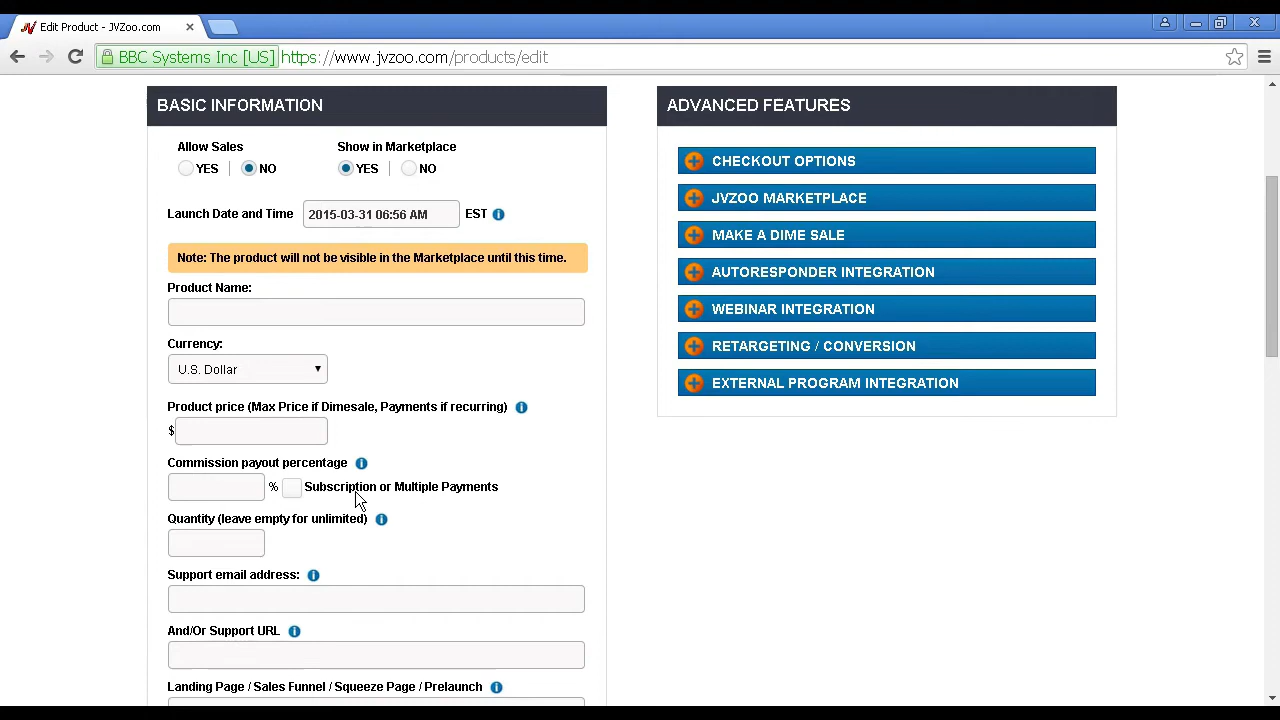 Edit Product - JVZoo.com
BBC Systems Inc [US] https://www.jvzoo.com/products/edit
BASIC INFORMATION
Allow Sales
Show in Marketplace
YES | NO
YES | NO
Launch Date and Time 2015-03-31 06:56 AM EST
Note: The product will not be visible in the Marketplace until this time.
Product Name:
Currency:
U.S. Dollar
Product price (Max Price if Dimesale, Payments if recurring)
$
Commission payout percentage
% Subscription or Multiple Payments
Quantity (leave empty for unlimited)
Support email address:
And/Or Support URL
Landing Page / Sales Funnel / Squeeze Page / Prelaunch
ADVANCED FEATURES
CHECKOUT OPTIONS
JVZOO MARKETPLACE
MAKE A DIME SALE
AUTORESPONDER INTEGRATION
WEBINAR INTEGRATION
RETARGETING / CONVERSION
EXTERNAL PROGRAM INTEGRATION